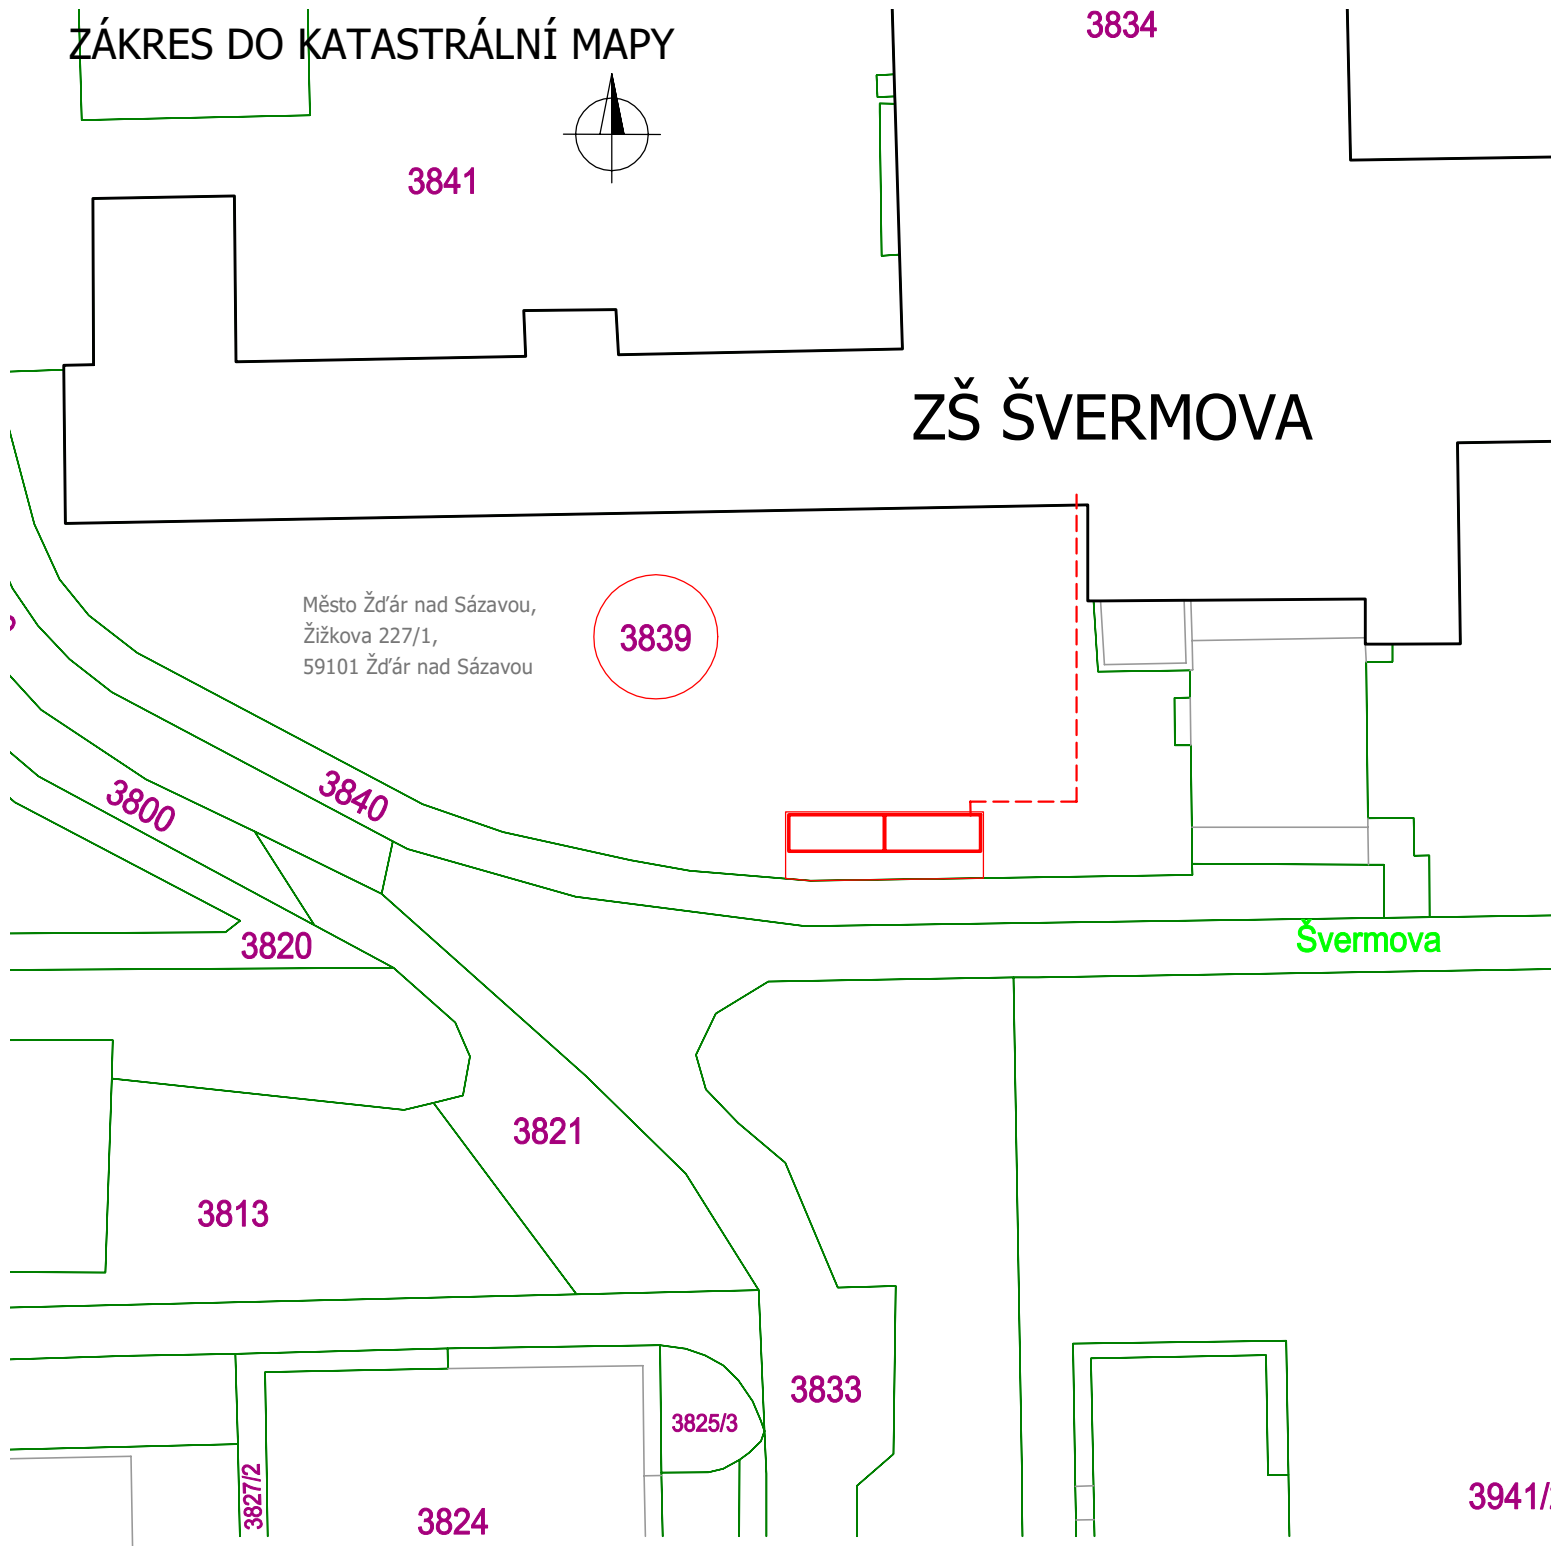 ZÁKRES DO KATASTRÁLNÍ MAPY
3834
3841
ZŠ ŠVERMOVA
Město Žďár nad Sázavou,
Žižkova 227/1,
59101 Žďár nad Sázavou
3839
3840
3800
3820
Švermova
3821
3813
3833
3825/3
3827/2
3824
3941/